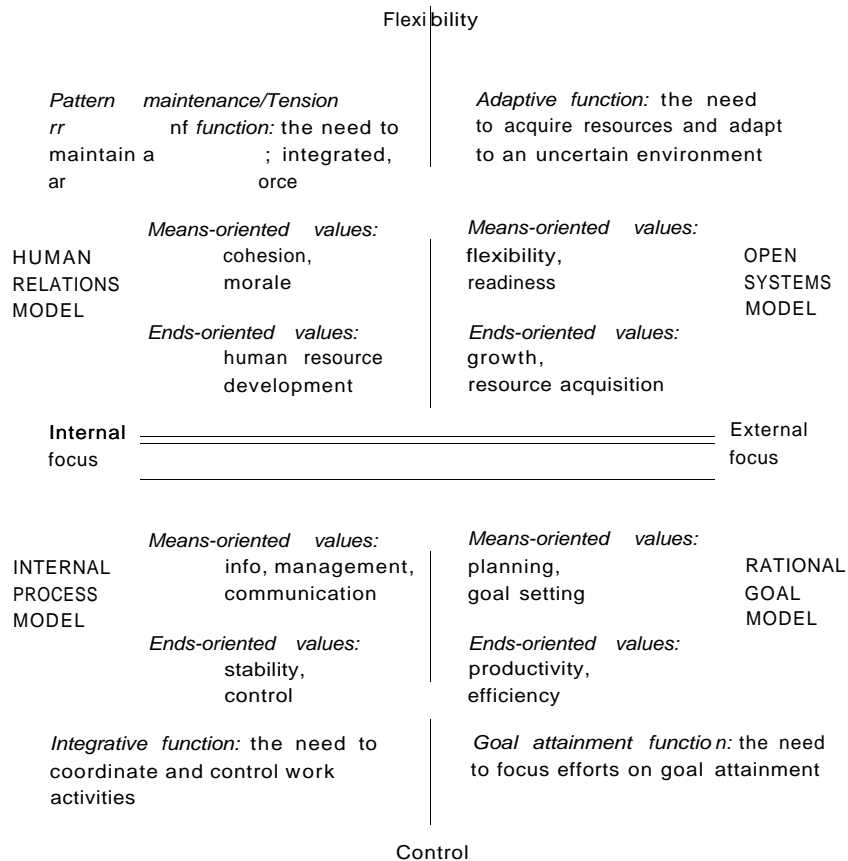 Flexibility
Pattern maintenance/Tension
rr nf function: the need to
maintain a ; integrated,
ar orce
Adaptive function: the need
to acquire resources and adapt
to an uncertain environment
HUMAN
RELATIONS
MODEL
Means-oriented values:
cohesion,
morale
Ends-oriented values:
human resource
development
Means-oriented values:
flexibility,
readiness
Ends-oriented values:
growth,
resource acquisition
OPEN
SYSTEMS
MODEL
Internal
focus
External
focus
INTERNAL
PROCESS
MODEL
Means-oriented values:
info, management,
communication
Ends-oriented values:
stability,
control
Means-oriented values:
planning,
goal setting
Ends-oriented values:
productivity,
efficiency
RATIONAL
GOAL
MODEL
Integrative function: the need to
coordinate and control work
activities
Goal attainment functio n: the need
to focus efforts on goal attainment
Control